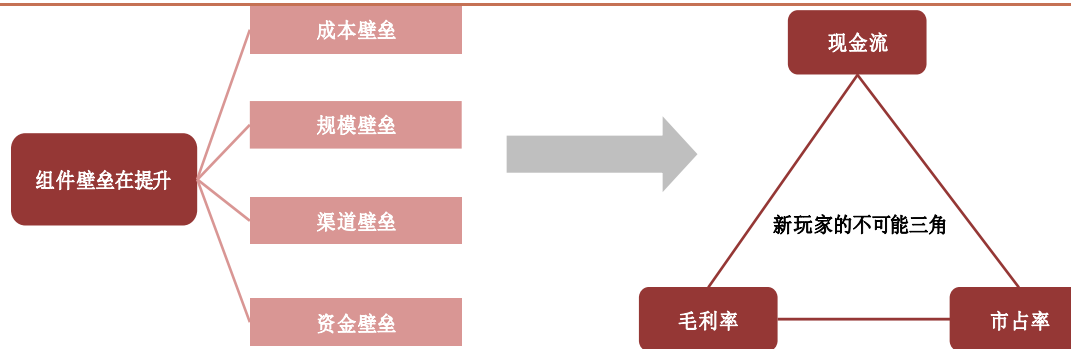 组件壁垒在提升
成本壁垒
规模壁垒
渠道壁垒
资金壁垒
现金流
新玩家的不可能三角
毛利率
市占率